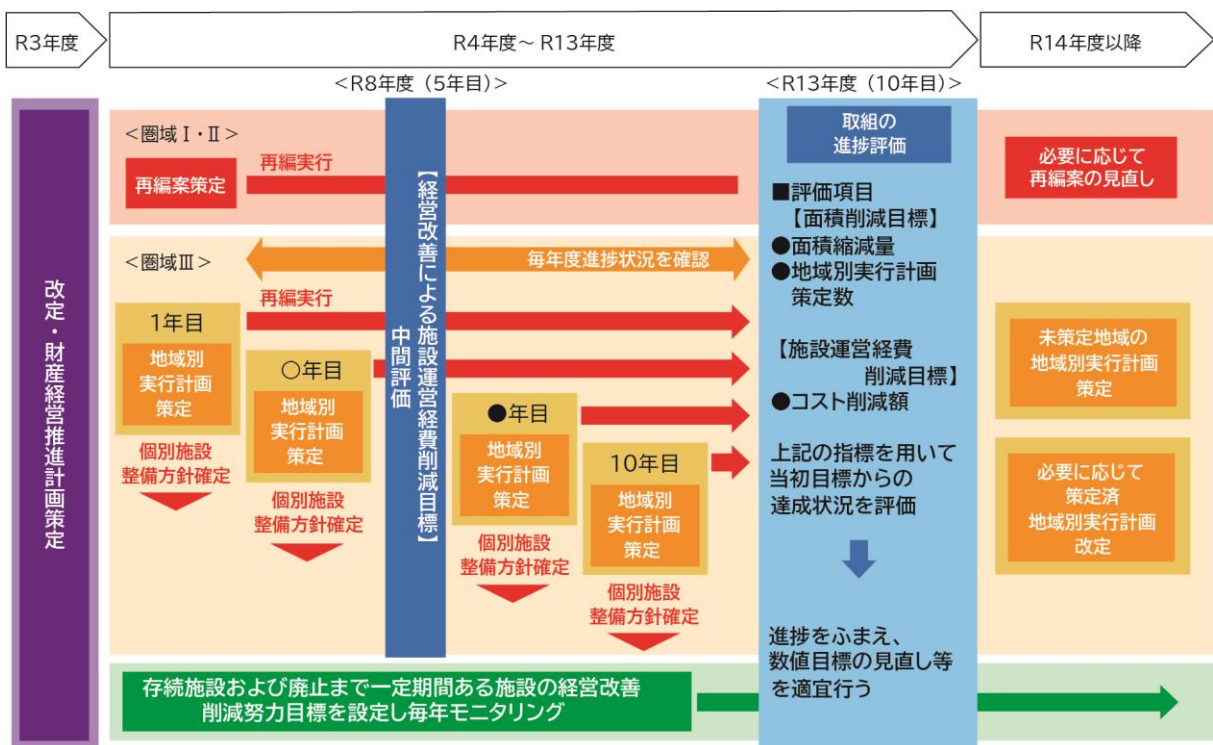 R3年度
R4年度～R13年度
R14年度以降
＜R8年度（5年目）＞
＜R13年度（10年目）＞
改定・財産経営推進計画策定
＜圏域Ⅰ・Ⅱ＞
再編案策定
再編実行
＜圏域Ⅲ＞
毎年度進捗状況を確認
再編実行
1年目
地域別
実行計画
策定
個別施設
整備方針確定
〇年目
地域別
実行計画
策定
個別施設
整備方針確定
【経営改善による施設運営経費削減目標】
中間評価
●年目
地域別
実行計画
策定
個別施設
整備方針確定
10年目
地域別
実行計画
策定
個別施設
整備方針確定
取組の
進捗評価
■評価項目
【面積削減目標】
●面積縮減量
●地域別実行計画
策定数
【施設運営経費
削減目標】
●コスト削減額
上記の指標を用いて
当初目標からの
達成状況を評価
進捗をふまえ、
数値目標の見直し等
を適宜行う
必要に応じて
再編案の見直し
未策定地域の
地域別実行計画
策定
必要に応じて
策定済
地域別実行計画
改定
存続施設および廃止まで一定期間ある施設の経営改善
削減努力目標を設定し毎年モニタリング